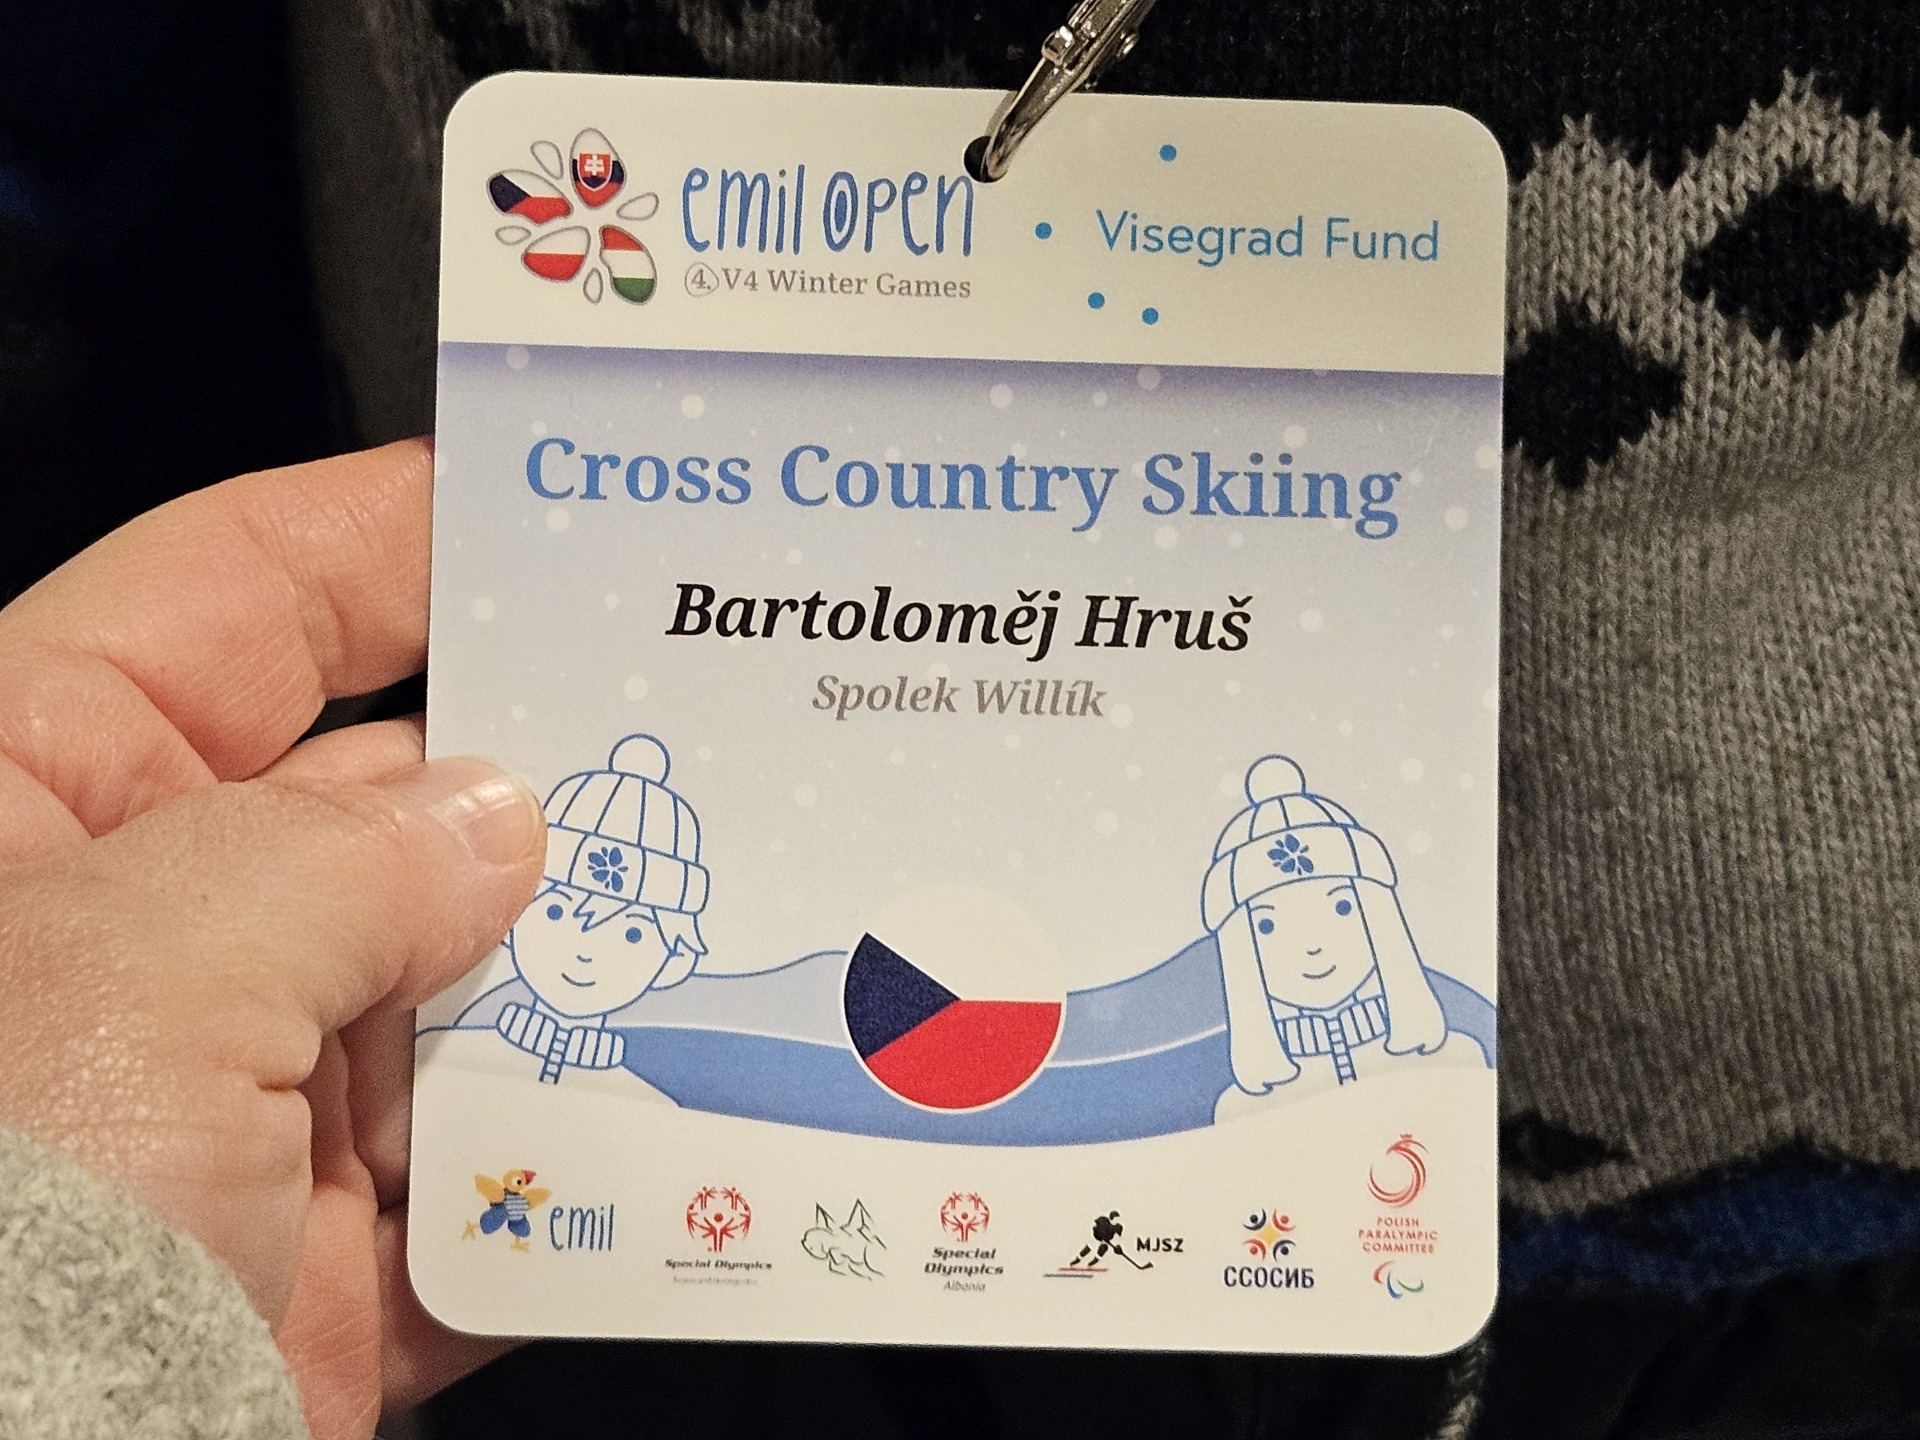 emil open
4. V4 Winter Games
Visegrad Fund
Cross Country Skiing
Bartoloměj Hruš
Spolek Willík
emil
Special Olympics
Special
Olympics
Albania
MJSZ
ССОСИБ
POLISH
PARALYMPIC
COMMITTEE